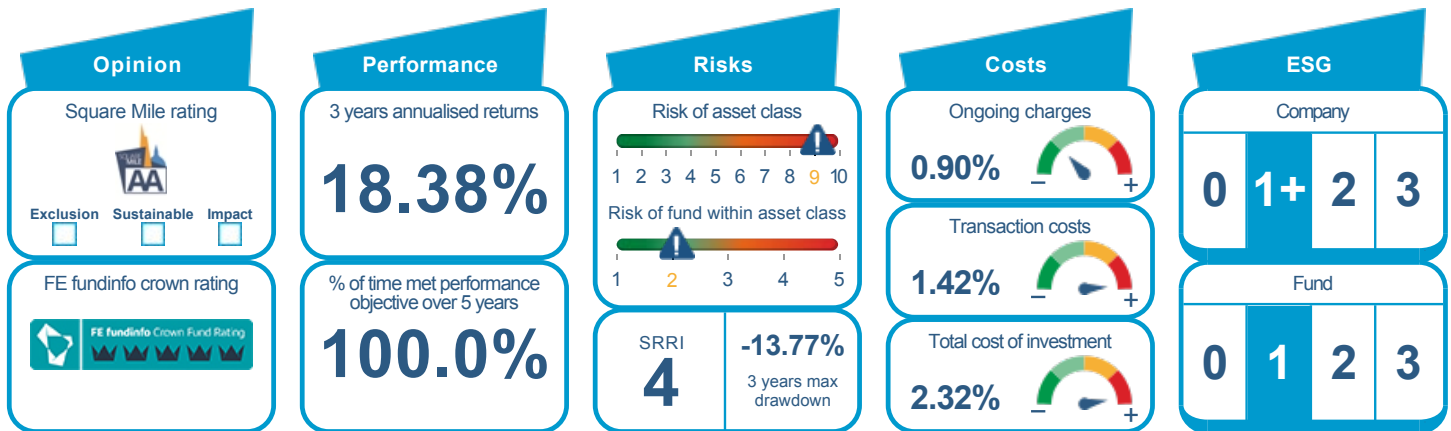 Opinion
Square Mile rating
SQUARE
MILE
AA
Exclusion Sustainable Impact
FE fundinfo crown rating
FE fundinfo Crown Fund Rating
Performance
3 years annualised returns
18.38%
% of time met performance
objective over 5 years
100.0%
Risks
Risk of asset class
1 2 3 4 5 6 7 8 9 10
Risk of fund within asset class
1 2 3 4 5
SRRI
4
-13.77%
3 years max
drawdown
Costs
Ongoing charges
0.90%
− +
Transaction costs
1.42%
− +
Total cost of investment
2.32%
− +
ESG
Company
0 1+ 2 3
Fund
0 1 2 3